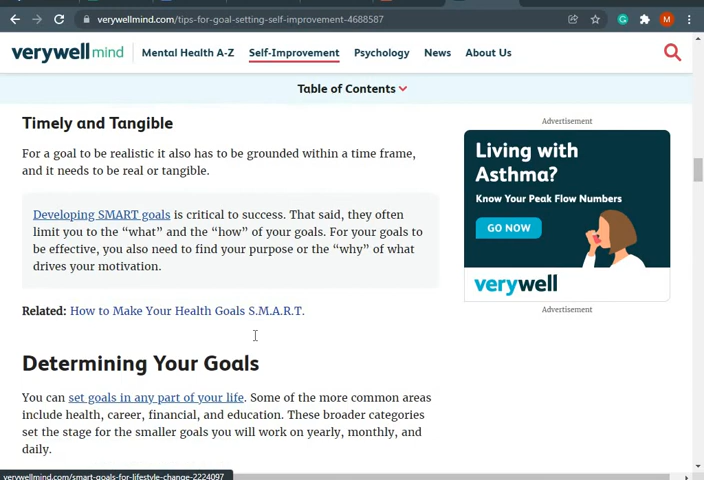 verywellmind.com/tips-for-goal-setting-self-improvement-4688587
M
verywell mind
Mental Health A-Z
Self-Improvement
Psychology
News
About Us
Table of Contents
Timely and Tangible
For a goal to be realistic it also has to be grounded within a time frame,
and it needs to be real or tangible.
Developing SMART goals is critical to success. That said, they often
limit you to the “what” and the “how” of your goals. For your goals to
be effective, you also need to find your purpose or the “why” of what
drives your motivation.
Related: How to Make Your Health Goals S.M.A.R.T.
Determining Your Goals
You can set goals in any part of your life. Some of the more common areas
include health, career, financial, and education. These broader categories
set the stage for the smaller goals you will work on yearly, monthly, and
daily.
Advertisement
Living with
Asthma?
Know Your Peak Flow Numbers
GO NOW
verywell
Advertisement
verywellmind.com/smart-goals-for-lifestyle-change-2224097